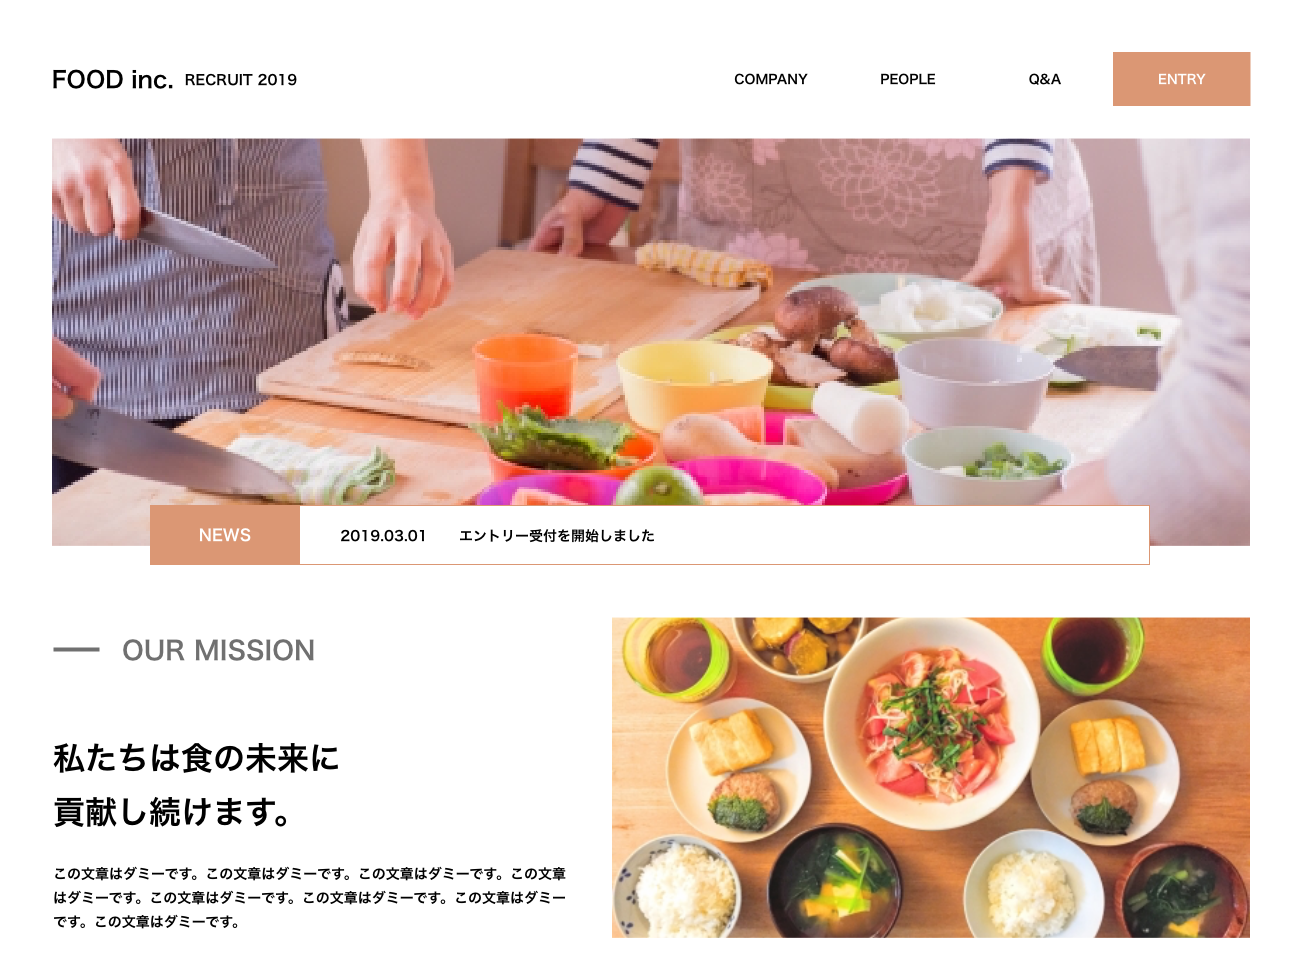 FOOD inc. RECRUIT 2019
COMPANY
PEOPLE
Q&A
ENTRY
NEWS
2019.03.01 エントリー受付を開始しました
OUR MISSION
私たちは食の未来に
貢献し続けます。
この文章はダミーです。この文章はダミーです。この文章はダミーです。この文章
はダミーです。この文章はダミーです。この文章はダミーです。この文章はダミー
です。この文章はダミーです。